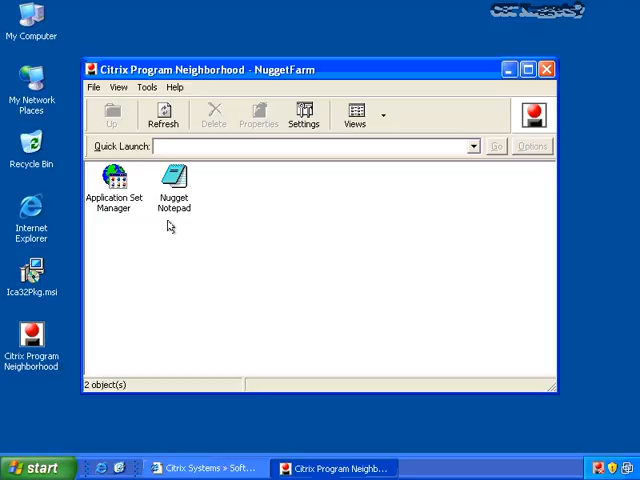 CBT Nuggets
My Computer
My Network
Places
Recycle Bin
Internet
Explorer
Ica32Pkg.msi
Citrix Program
Neighborhood
Citrix Program Neighborhood - NuggetFarm
File View Tools Help
Up Refresh Delete Properties Settings Views
Quick Launch: Go Options
Application Set
Manager
Nugget
Notepad
2 object(s)
start
Citrix Systems » Soft...
Citrix Program Neighb...